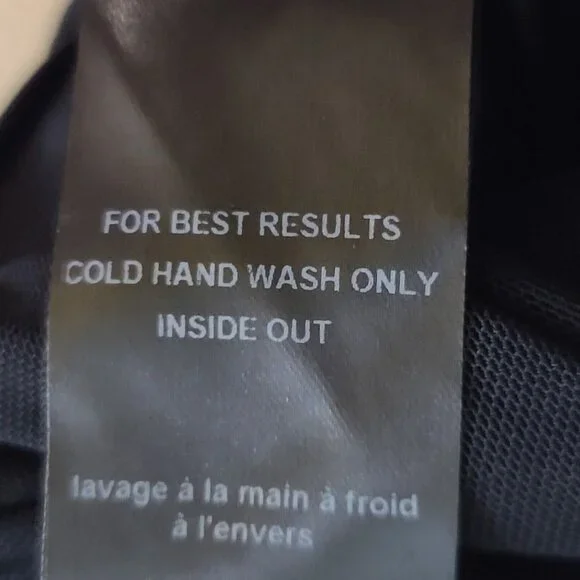 FOR BEST RESULTS
COLD HAND WASH ONLY
INSIDE OUT
lavage à la main à froid
à l'envers